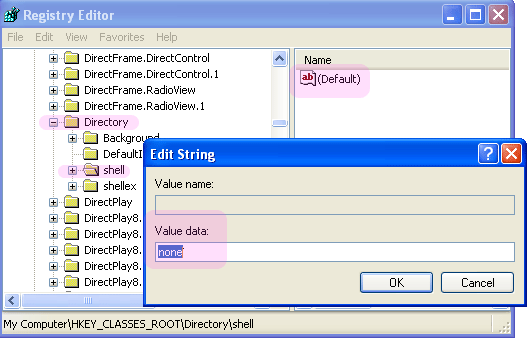 Registry Editor
File Edit View Favorites Help
DirectFrame.DirectControl
DirectFrame.DirectControl.1
DirectFrame.RadioView
DirectFrame.RadioView.1
Directory
Background
DefaultI
shell
shellex
DirectPlay
DirectPlay8.
DirectPlay8.
DirectPlay8.
DirectPlay8.
DirectPlay8.
Name
ab (Default)
Edit String
Value name:
Value data:
none
OK Cancel
My Computer\HKEY_CLASSES_ROOT\Directory\shell